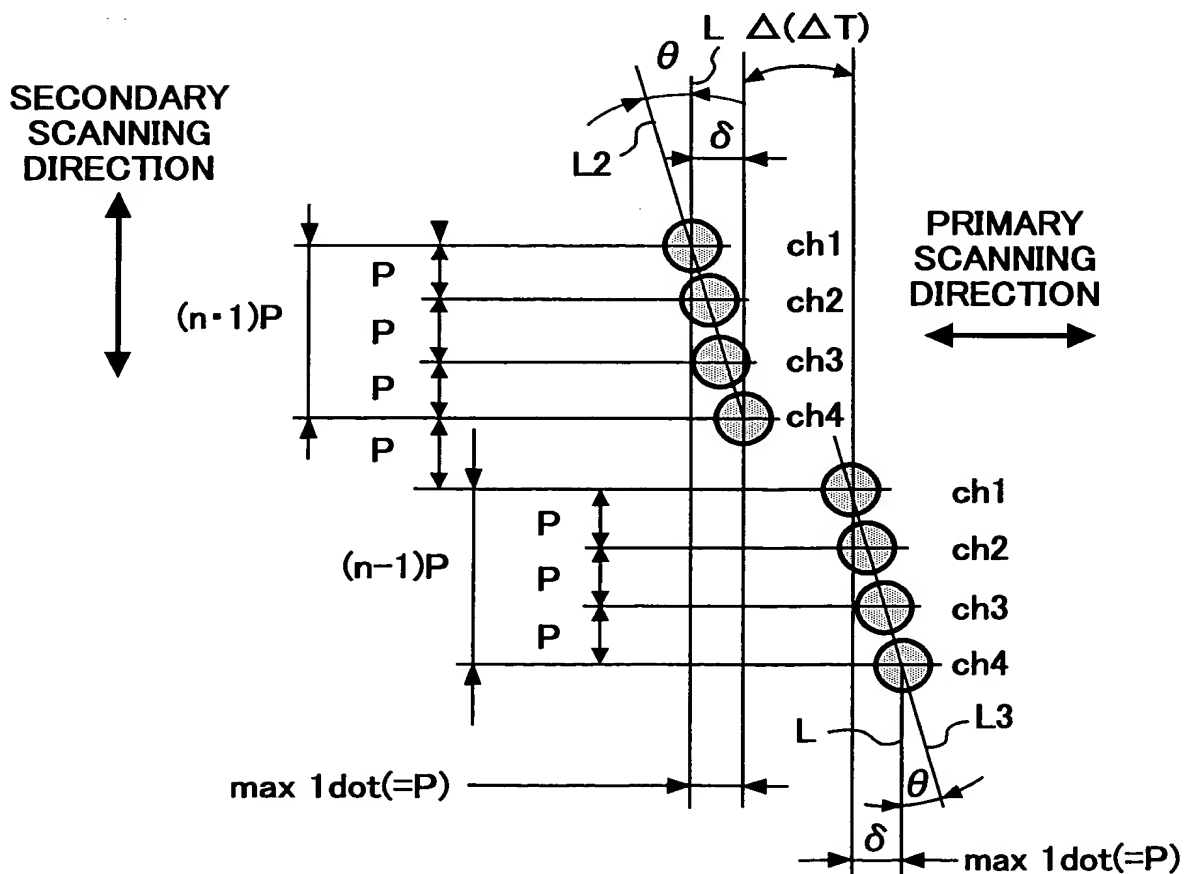 L △(△T)
θ
SECONDARY
SCANNING
DIRECTION
L2
δ
PRIMARY
SCANNING
DIRECTION
ch1
P
ch2
(n・1)P
P
ch3
P
ch4
P
ch1
P
ch2
(n-1)P
P
ch3
P
ch4
L
L3
max 1dot(=P)
θ
δ
max 1dot(=P)